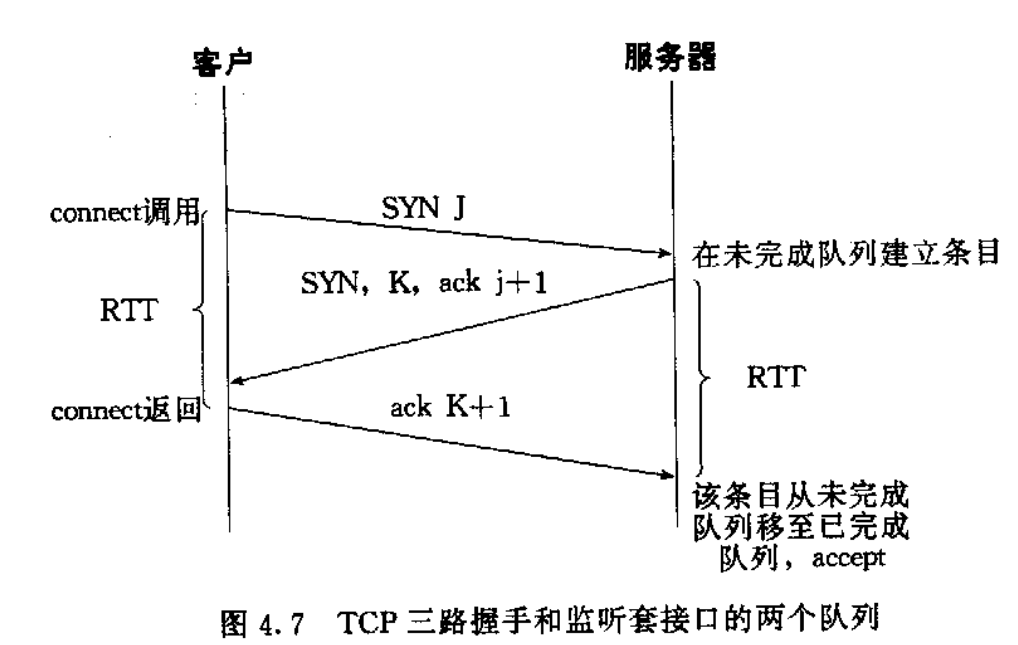 客户
服务器
connect调用
SYN J
在未完成队列建立条目
SYN, K, ack j+1
RTT
RTT
connect返回
ack K+1
该条目从未完成
队列移至已完成
队列, accept
图 4.7 TCP 三路握手和监听套接口的两个队列